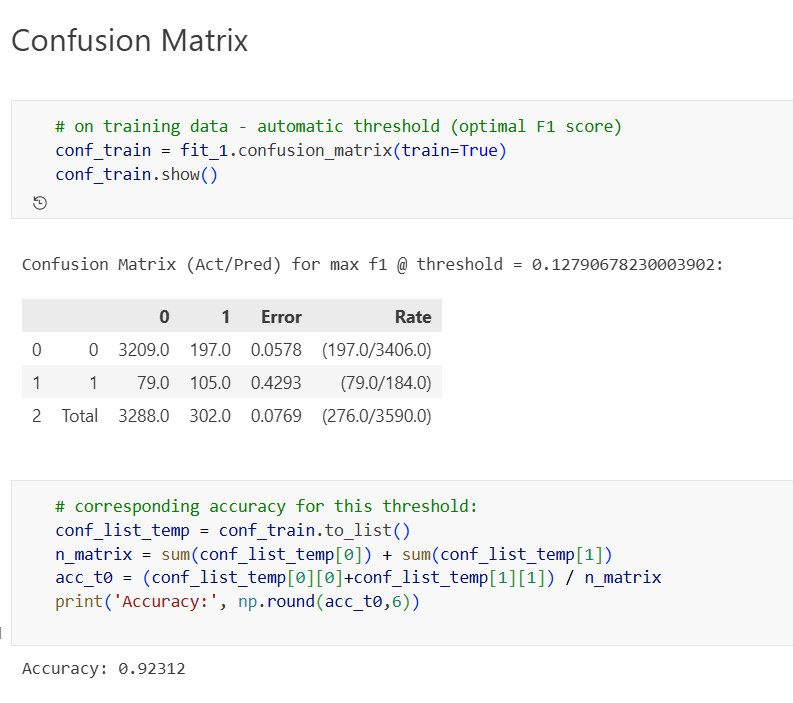 Confusion Matrix
# on training data - automatic threshold (optimal F1 score)
conf_train = fit_1.confusion_matrix(train=True)
conf_train.show()
Confusion Matrix (Act/Pred) for max f1 @ threshold = 0.12790678230003902:
0 1 Error Rate
0 0 3209.0 197.0 0.0578 (197.0/3406.0)
1 1 79.0 105.0 0.4293 (79.0/184.0)
2 Total 3288.0 302.0 0.0769 (276.0/3590.0)
# corresponding accuracy for this threshold:
conf_list_temp = conf_train.to_list()
n_matrix = sum(conf_list_temp[0]) + sum(conf_list_temp[1])
acc_t0 = (conf_list_temp[0][0]+conf_list_temp[1][1]) / n_matrix
print('Accuracy:', np.round(acc_t0,6))
Accuracy: 0.92312